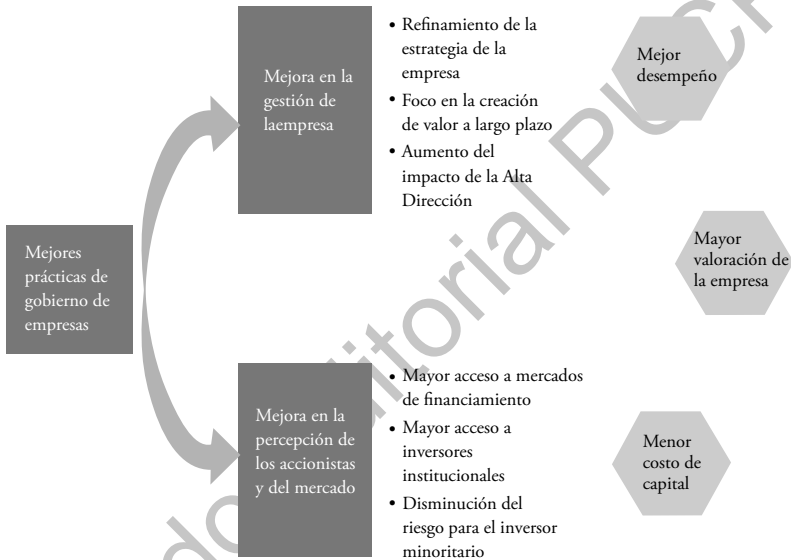 Mejores
prácticas de
gobierno de
empresas
Mejora en la
gestión de
laempresa
• Refinamiento de la
estrategia de la
empresa
• Foco en la creación
de valor a largo plazo
• Aumento del
impacto de la Alta
Dirección
Mejor
desempeño
Mayor
valoración de
la empresa
Mejora en la
percepción de
los accionistas
y del mercado
• Mayor acceso a mercados
de financiamiento
• Mayor acceso a
inversores
institucionales
• Disminución del
riesgo para el inversor
minoritario
Menor
costo de
capital